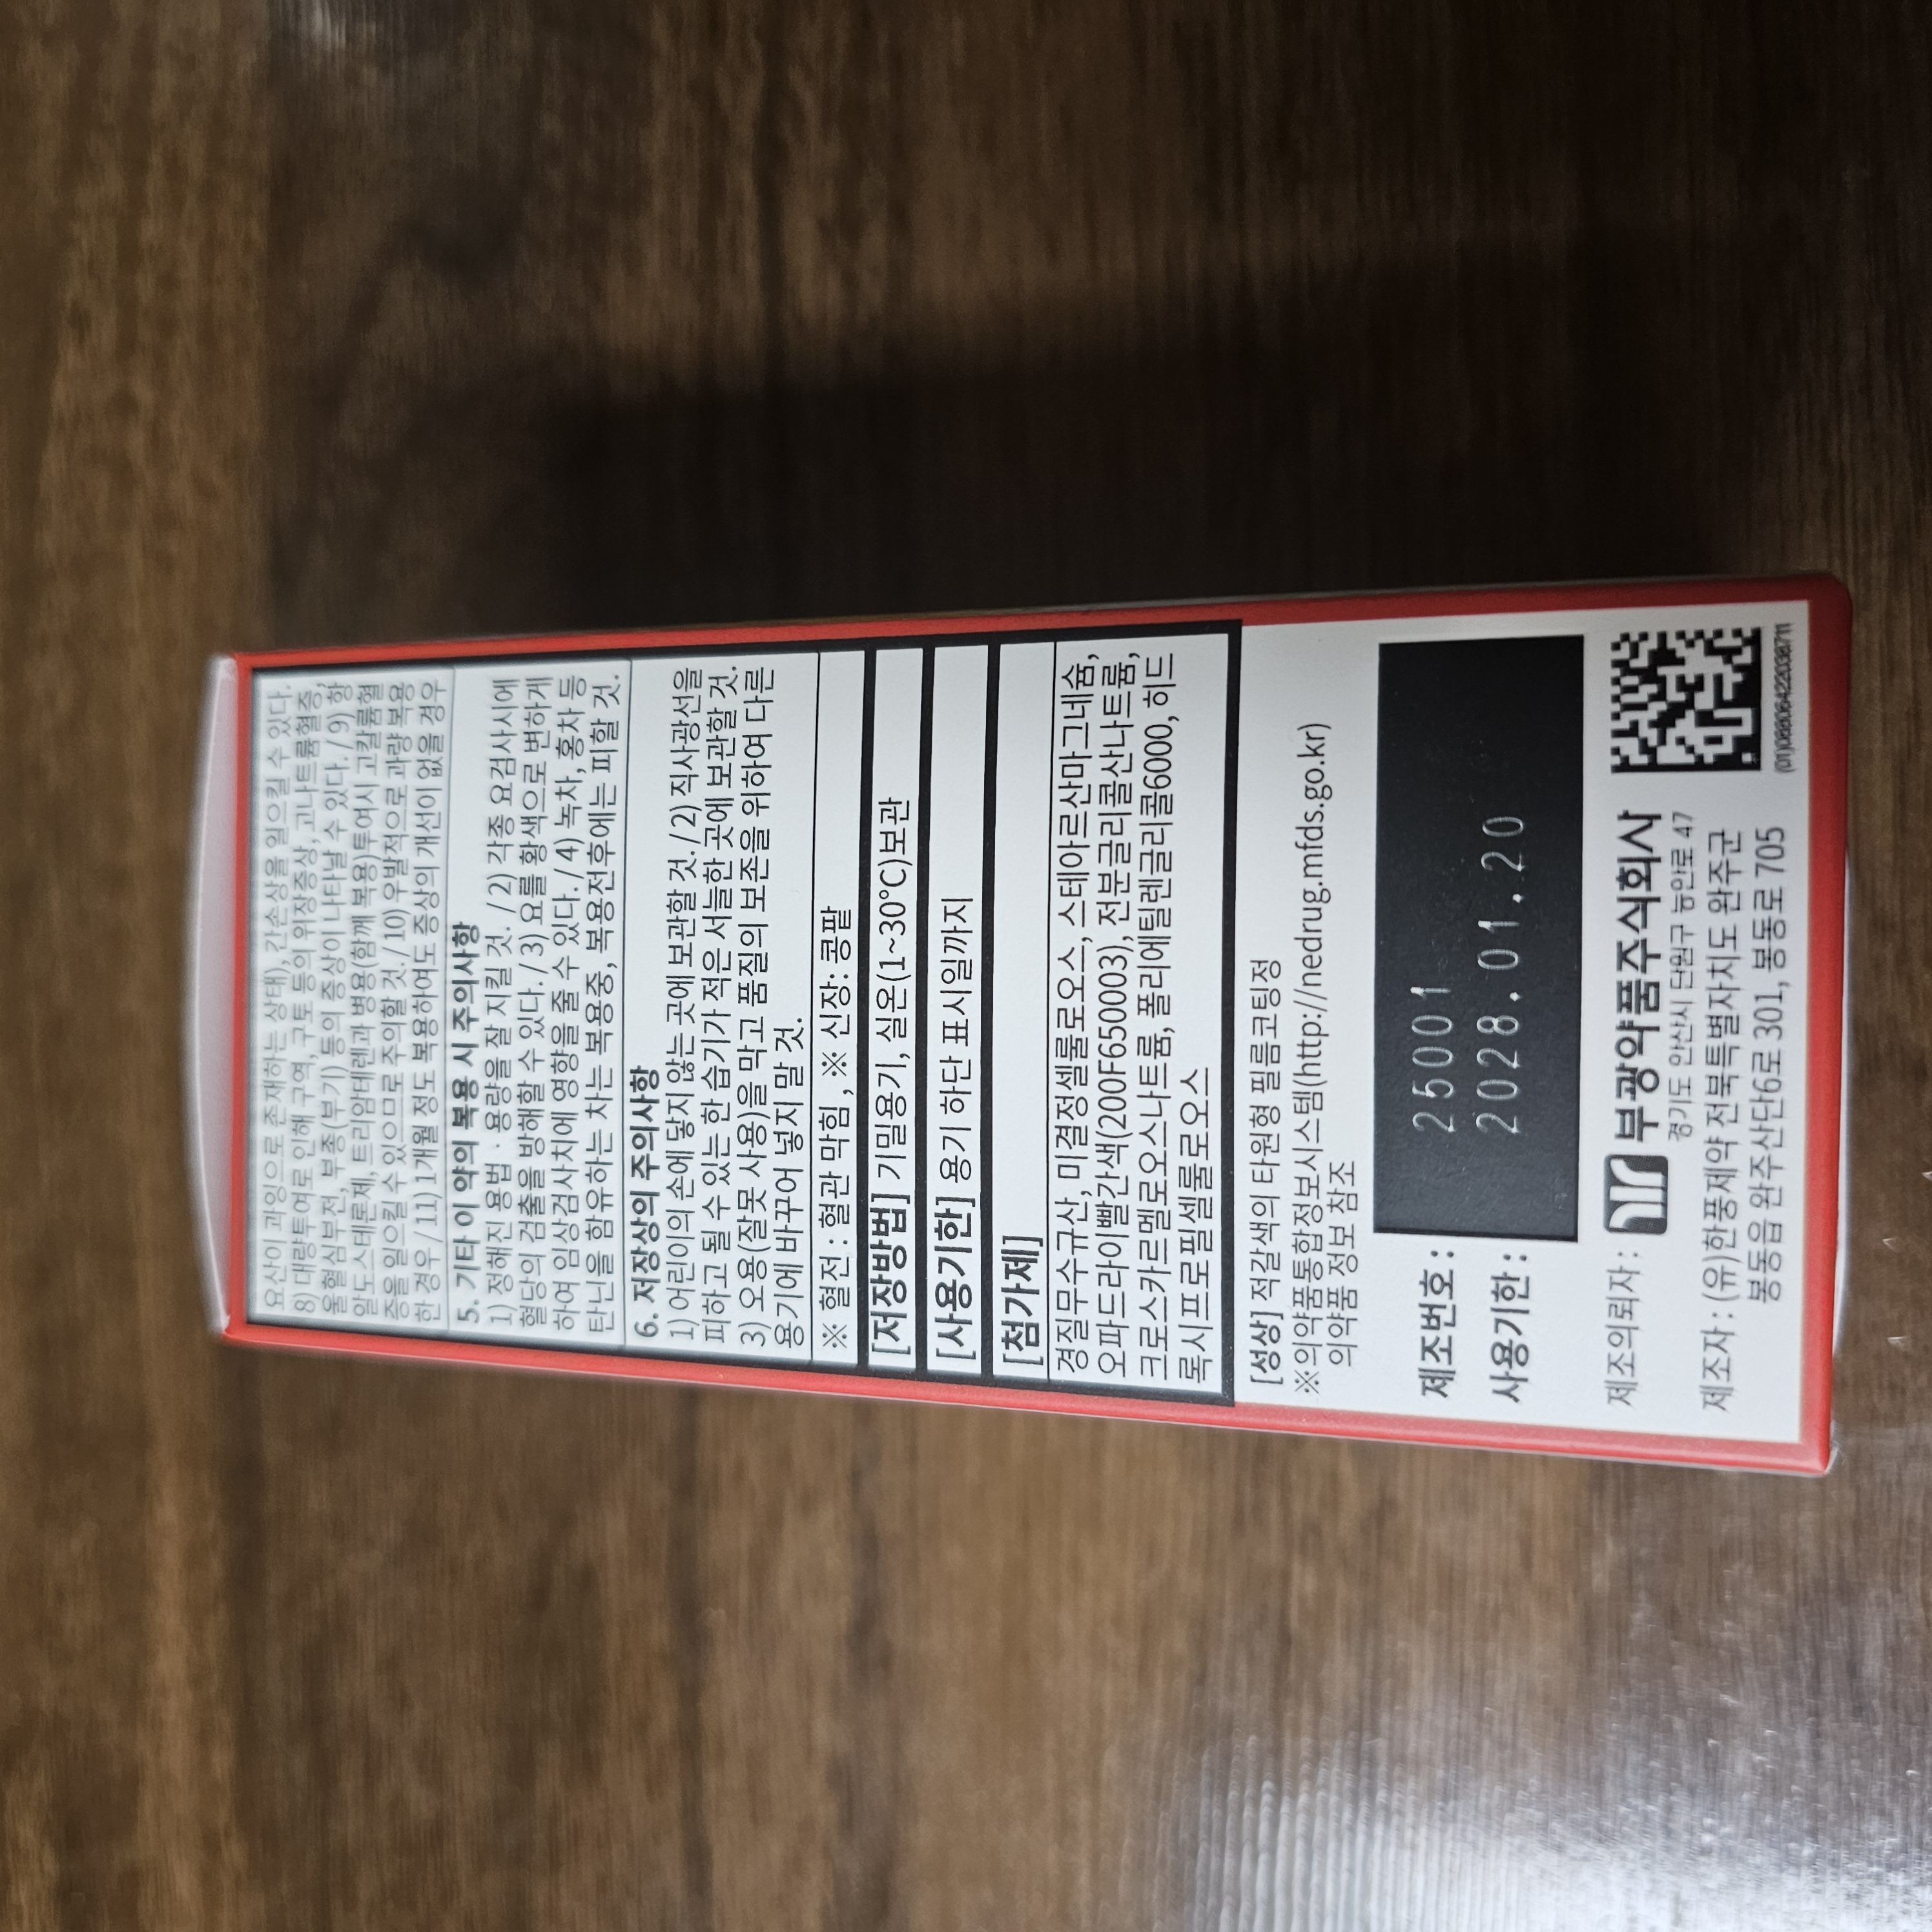 요산이 과잉으로 존재하는 상태), 간손상을 일으킬 수 있다.
8) 대량투여로 인해 구역, 구토 등의 위장증상, 고나트륨혈증,
울혈심부전, 부종(부기) 등의 증상이 나타날 수 있다. / 9) 항
알도스테론제, 트리암테렌과 병용(함께 복용)투여시 고칼륨혈
증을 일으킬 수 있으므로 주의할 것 / 10) 우발적으로 과량 복용
한 경우 / 11) 1개월 정도 복용하여도 증상의 개선이 없을 경우
5. 기타 이 약의 복용 시 주의사항
1) 정해진 용법 · 용량을 잘 지킬 것. / 2) 각종 요검사시에
혈당의 검출을 방해할 수 있다. / 3) 요를 황색으로 변하게
하여 임상검사치에 영향을 줄 수 있다. / 4) 녹차, 홍차 등
탄닌을 함유하는 차는 복용중, 복용전후에는 피할 것.
6. 저장상의 주의사항
1) 어린이의 손에 닿지 않는 곳에 보관할 것. / 2) 직사광선을
피하고 될 수 있는 한 습기가 적은 서늘한 곳에 보관할 것.
3) 오용(잘못 사용)을 막고 품질의 보존을 위하여 다른
용기에 바꾸어 넣지 말 것.
※ 혈전 : 혈관 막힘 , ※ 신장 : 콩팥
[저장방법] 기밀용기, 실온(1~30°C)보관
[사용기한] 용기 하단 표시일까지
[첨가제]
경질무수규산, 미결정셀룰로오스, 스테아르산마그네슘,
오파드라이빨간색(200F650003), 전분글리콜산나트륨,
크로스카르멜로오스나트륨, 폴리에틸렌글리콜6000, 히드
록시프로필셀룰로오스
[성상] 적갈색의 타원형 필름코팅정
※의약품통합정보시스템(http://nedrug.mfds.go.kr)
의약품 정보 참조
제조번호 : 25001
사용기한 : 2028.01.20
제조의뢰자 : 부광약품주식회사
경기도 안산시 단원구 능안로 47
제조자 : (유)한풍제약 전북특별자치도 완주군
봉동읍 완주산단6로 301, 봉동로 705
(01)08806422030711